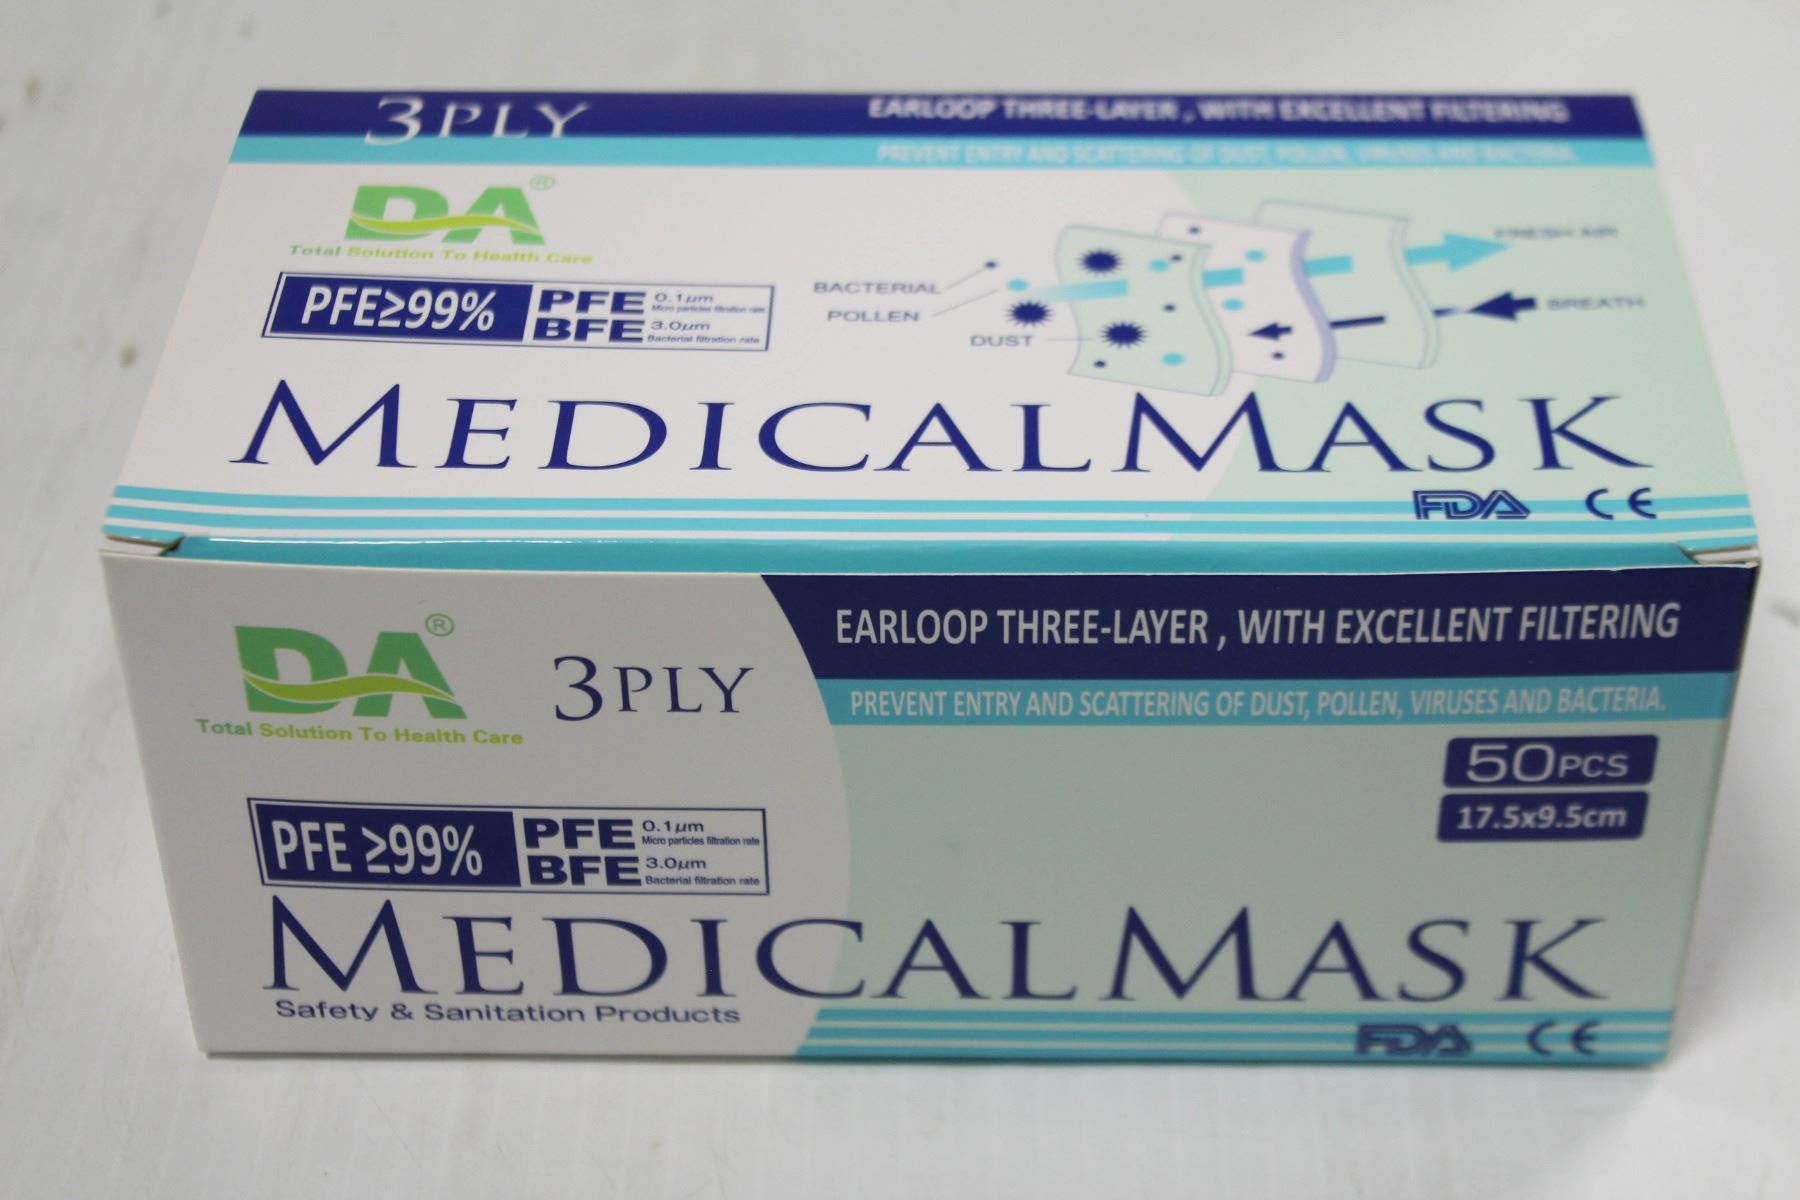 3PLY
EARLOOP THREE-LAYER , WITH EXCELLENT FILTERING
PREVENT ENTRY AND SCATTERING OF DUST, POLLEN, VIRUSES AND BACTERIA.
DA®
Total Solution To Health Care
PFE≥99%
PFE 0.1μm
Micro particles filtration rate
BFE 3.0μm
Bacterial filtration rate
BACTERIAL
POLLEN
DUST
FRESH AIR
BREATH
MEDICAL MASK
FDA CE
DA®
Total Solution To Health Care
3PLY
EARLOOP THREE-LAYER , WITH EXCELLENT FILTERING
PREVENT ENTRY AND SCATTERING OF DUST, POLLEN, VIRUSES AND BACTERIA.
50PCS
17.5x9.5cm
PFE ≥99%
PFE 0.1μm
Micro particles filtration rate
BFE 3.0μm
Bacterial filtration rate
MEDICAL MASK
Safety & Sanitation Products
FDA CE